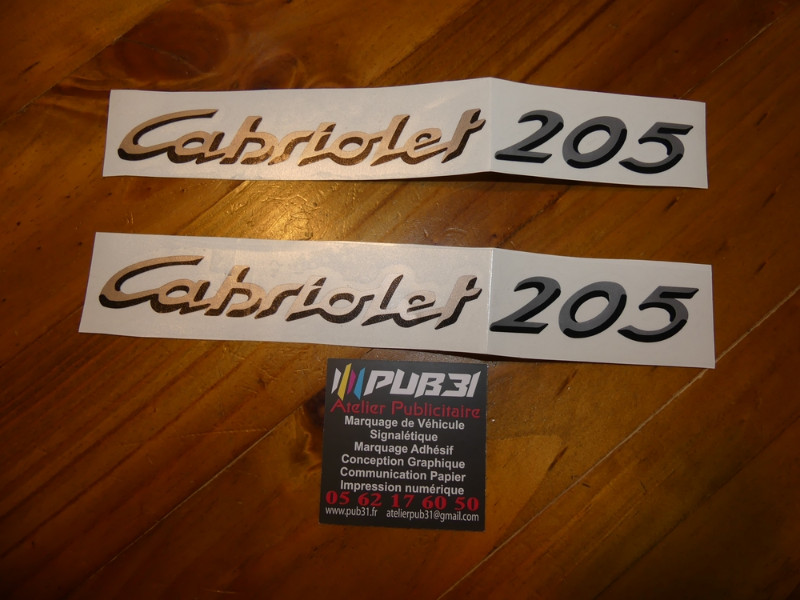 Cabriolet 205
Cabriolet 205
PUB31
Atelier Publicitaire
Marquage de Véhicule
Signalétique
Marquage Adhésif
Conception Graphique
Communication Papier
Impression numérique
05 62 17 60 50
www.pub31.fr atelierpub31@gmail.com